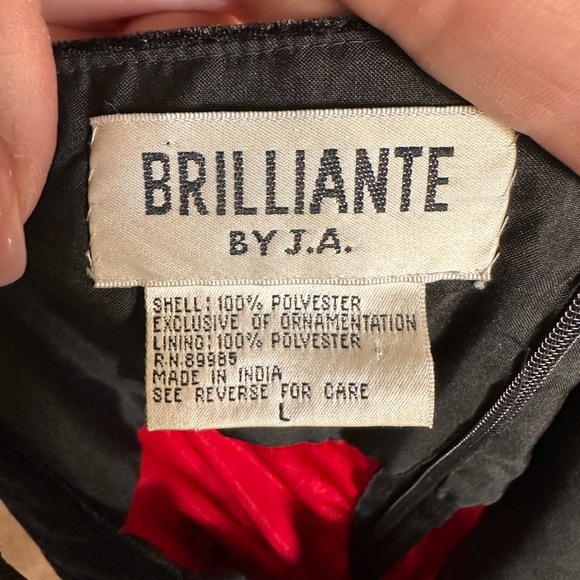 BRILLIANTE
BY J.A.
SHELL: 100% POLYESTER
EXCLUSIVE OF ORNAMENTATION
LINING: 100% POLYESTER
R.N.89985
MADE IN INDIA
SEE REVERSE FOR CARE
L